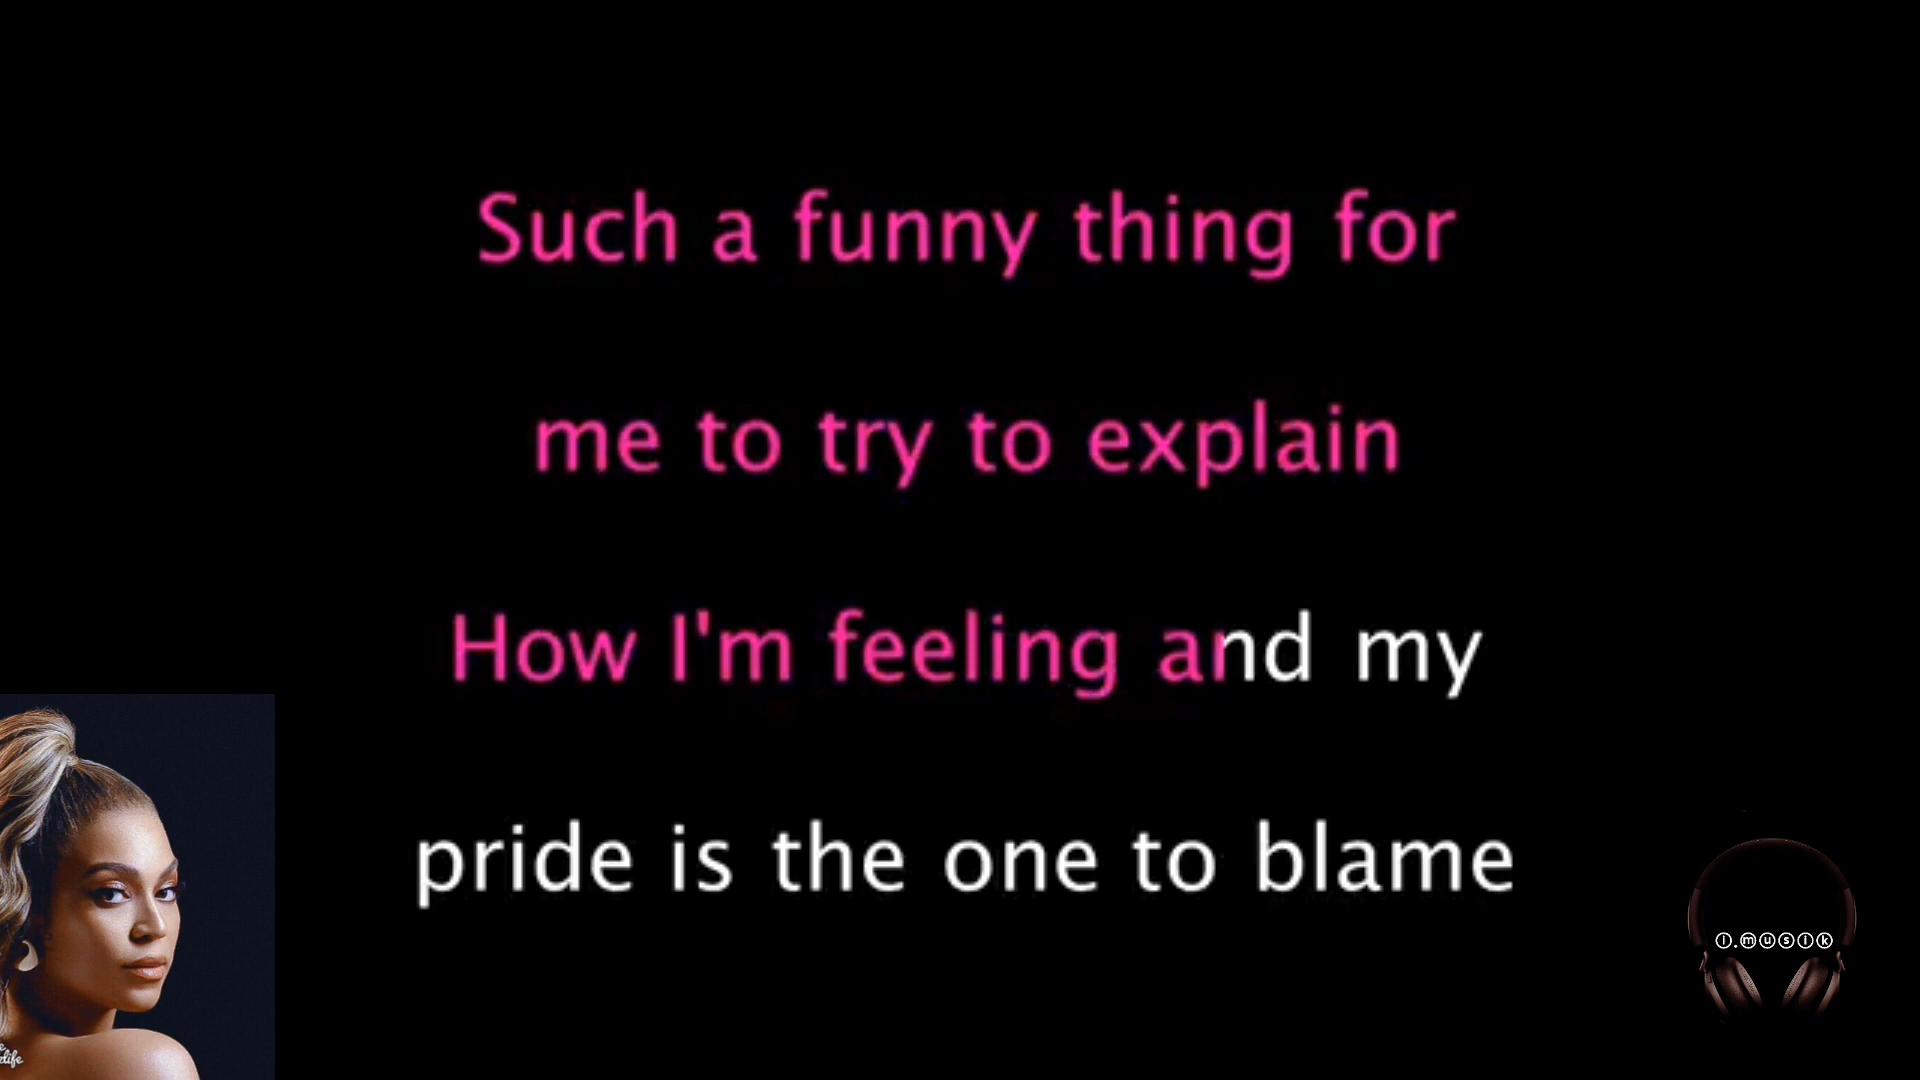 Such a funny thing for
me to try to explain
How I'm feeling and my
pride is the one to blame
i.musik